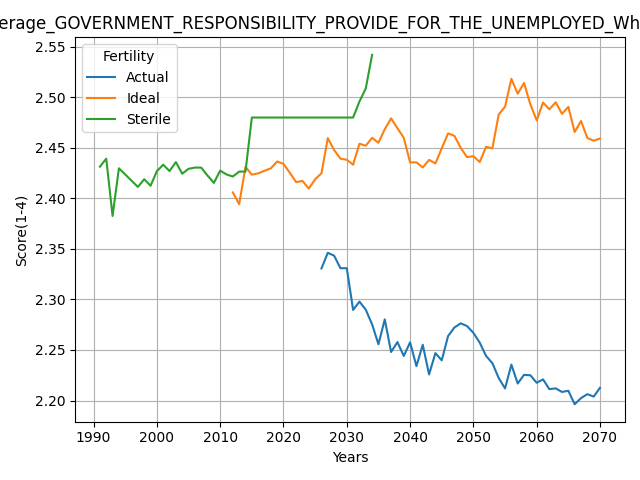 erage_GOVERNMENT_RESPONSIBILITY_PROVIDE_FOR_THE_UNEMPLOYED_Wh
Fertility
Actual
Ideal
Sterile
Score(1-4)
2.55
2.50
2.45
2.40
2.35
2.30
2.25
2.20
1990 2000 2010 2020 2030 2040 2050 2060 2070
Years